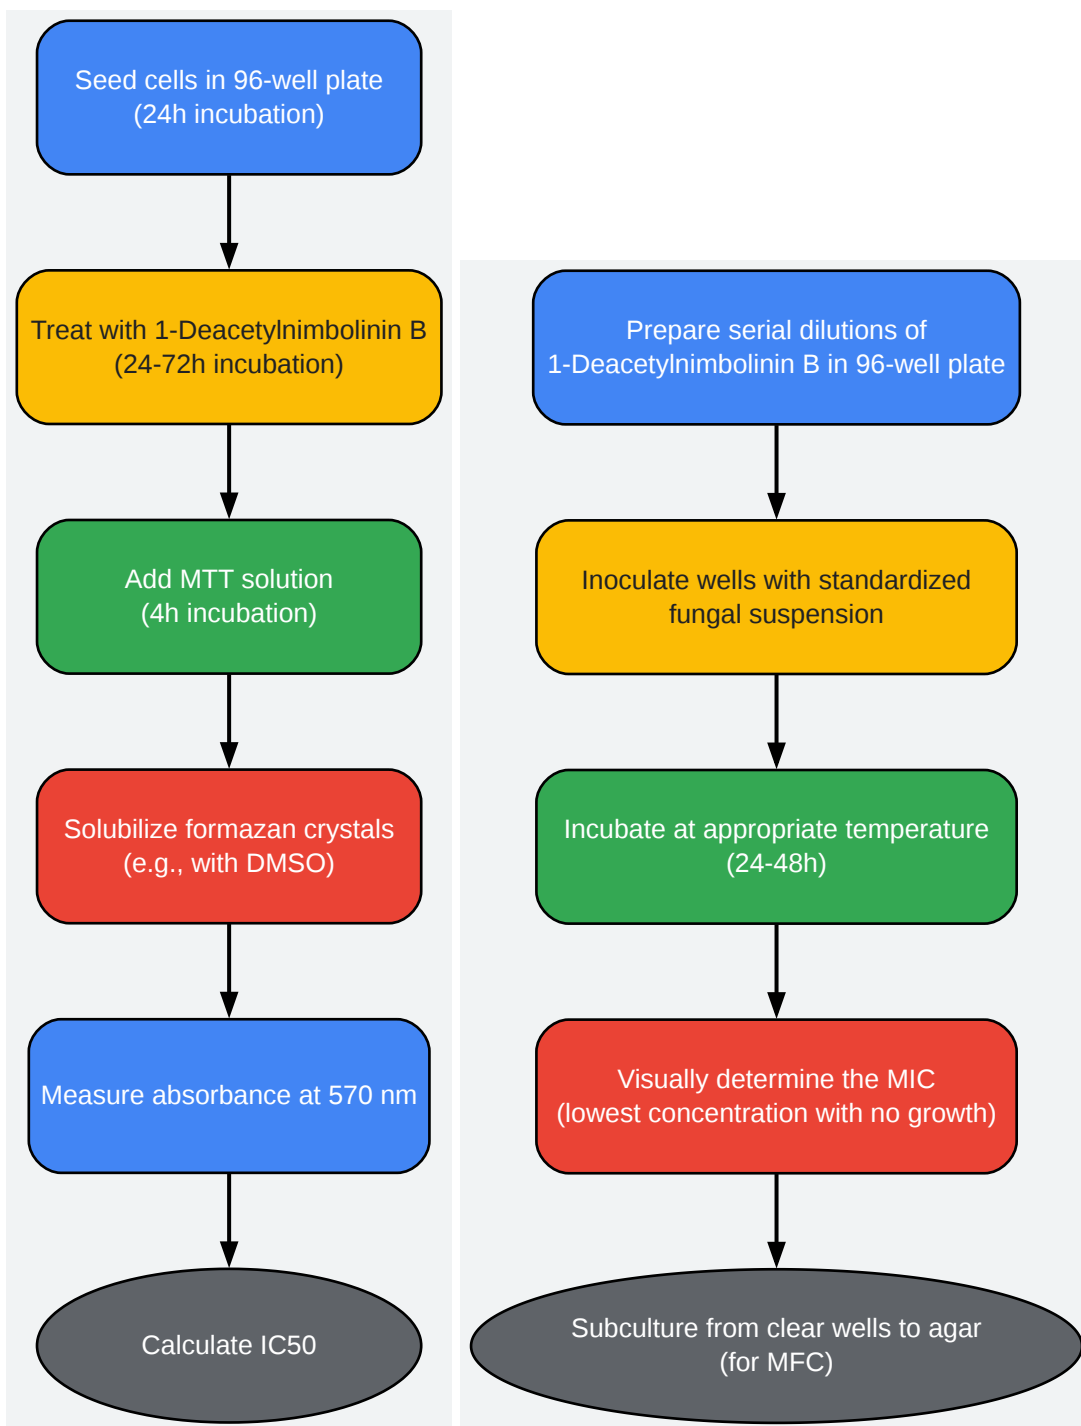 Seed cells in 96-well plate
(24h incubation)
Treat with 1-Deacetylnimbolinin B
(24-72h incubation)
Add MTT solution
(4h incubation)
Solubilize formazan crystals
(e.g., with DMSO)
Measure absorbance at 570 nm
Calculate IC50
Prepare serial dilutions of
1-Deacetylnimbolinin B in 96-well plate
Inoculate wells with standardized
fungal suspension
Incubate at appropriate temperature
(24-48h)
Visually determine the MIC
(lowest concentration with no growth)
Subculture from clear wells to agar
(for MFC)